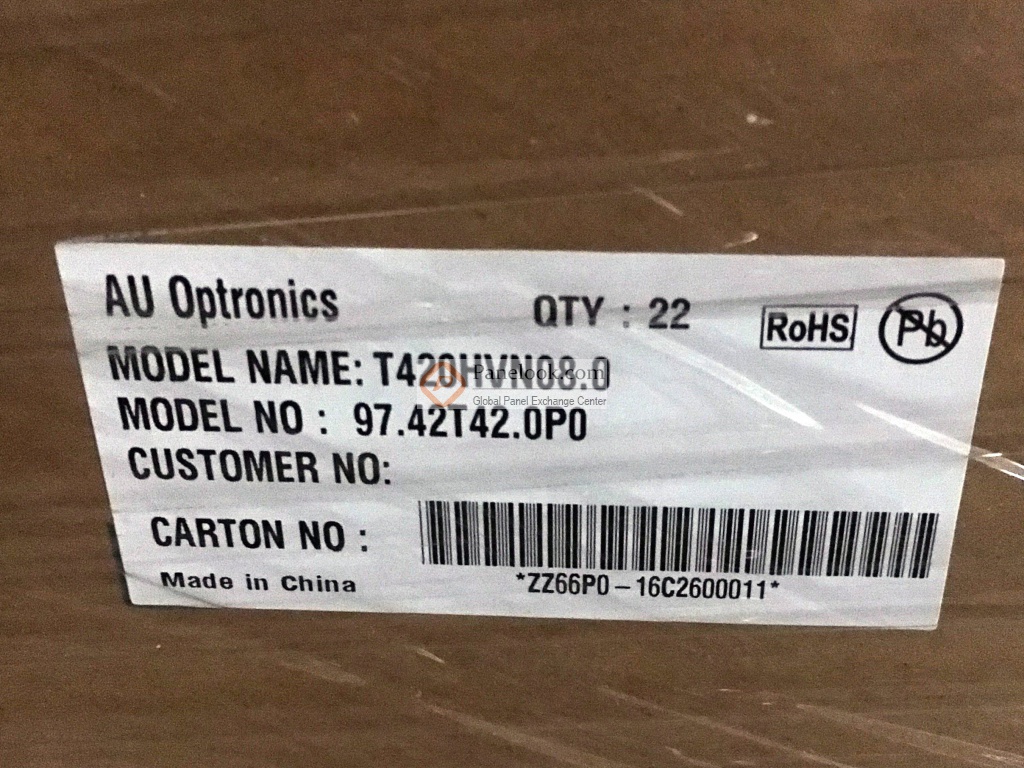 AU Optronics QTY : 22 RoHS Pb
MODEL NAME: T420HVN08.0
Panelook.com
Global Panel Exchange Center
MODEL NO : 97.42T42.0P0
CUSTOMER NO:
CARTON NO :
Made in China *ZZ66P0-16C2600011*